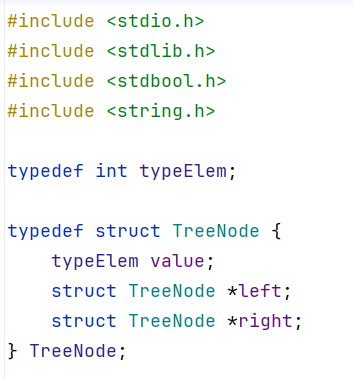 #include <stdio.h>
#include <stdlib.h>
#include <stdbool.h>
#include <string.h>

typedef int typeElem;

typedef struct TreeNode {
    typeElem value;
    struct TreeNode *left;
    struct TreeNode *right;
} TreeNode;